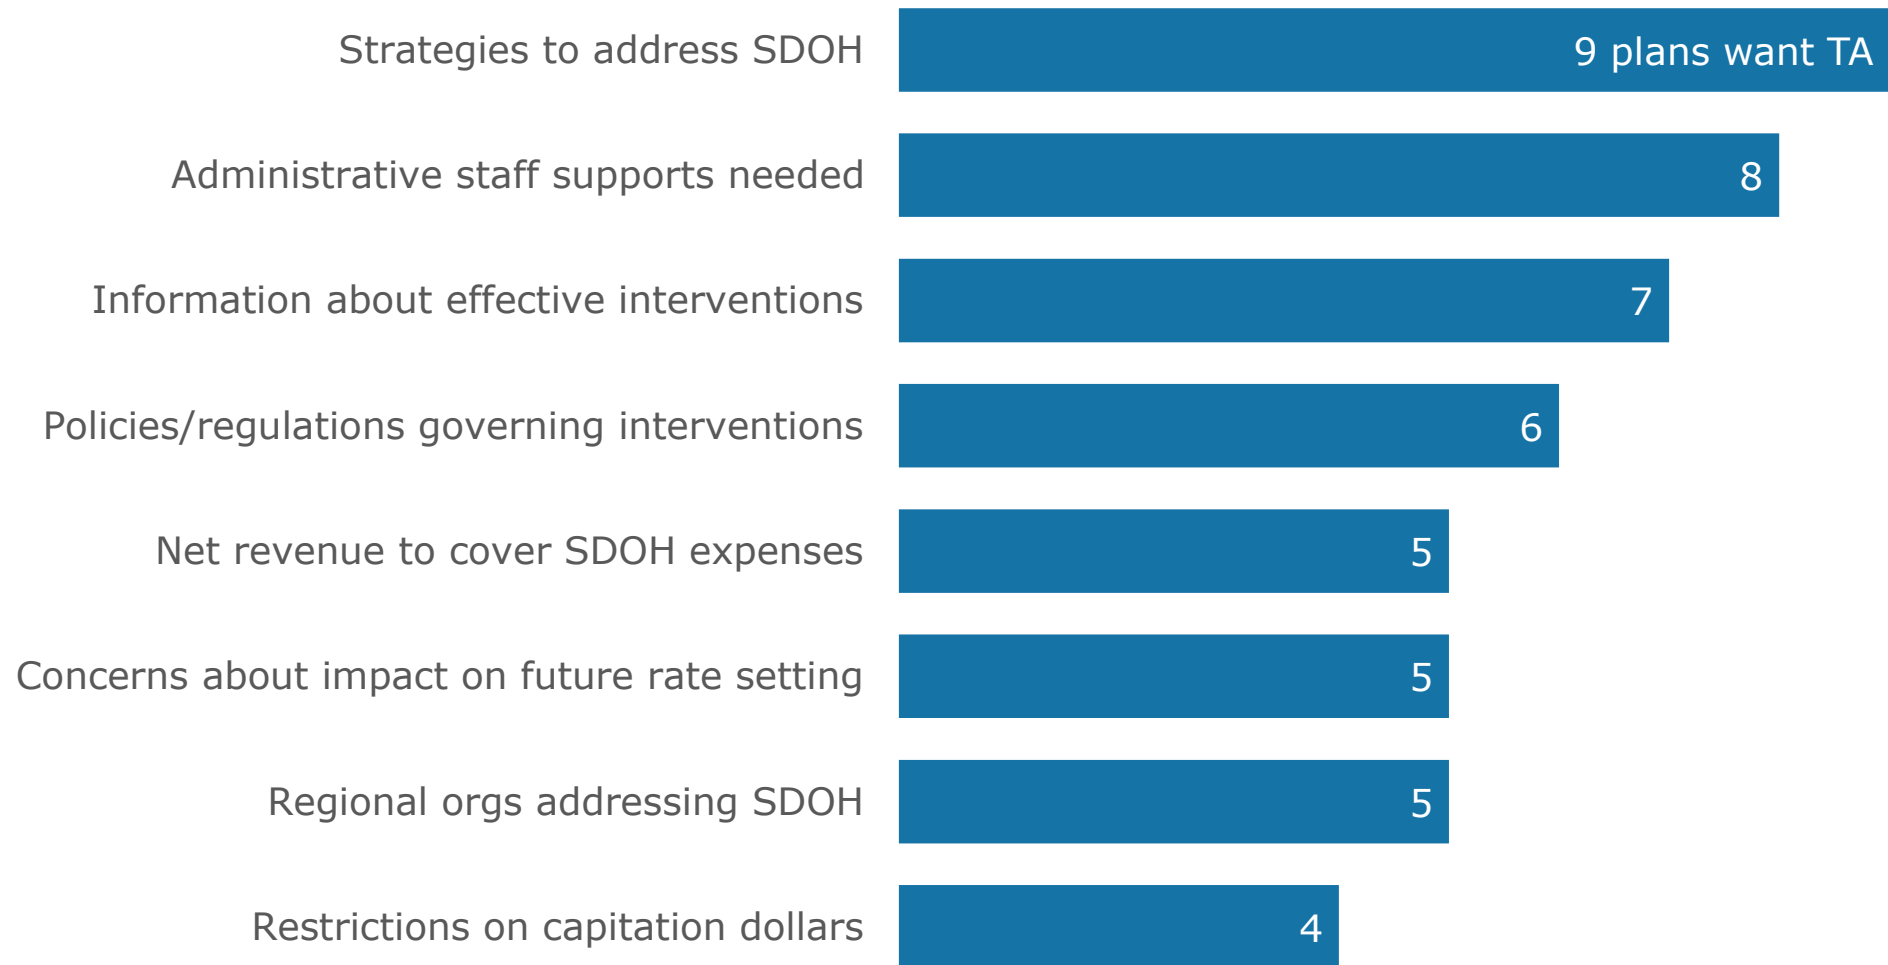 Strategies to address SDOH 9 plans want TA
Administrative staff supports needed 8
Information about effective interventions 7
Policies/regulations governing interventions 6
Net revenue to cover SDOH expenses 5
Concerns about impact on future rate setting 5
Regional orgs addressing SDOH 5
Restrictions on capitation dollars 4